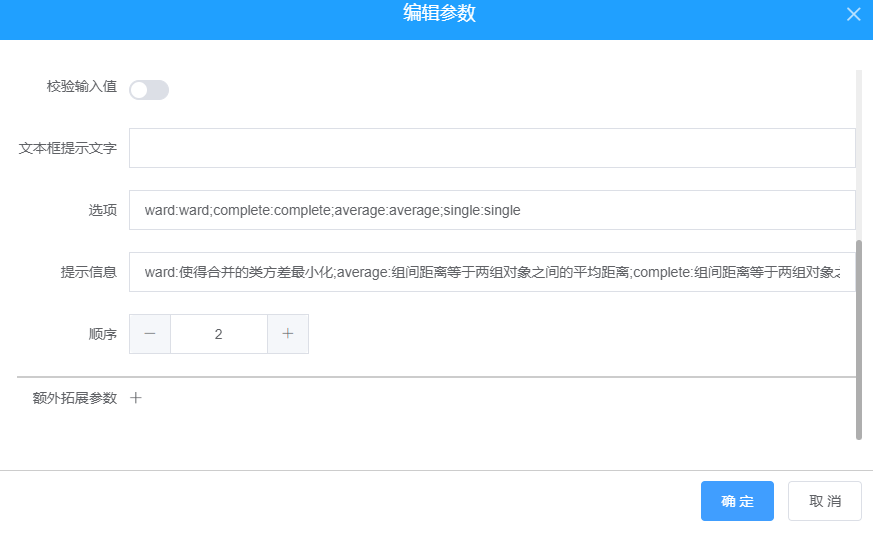 编辑参数
校验输入值
文本框提示文字
选项 ward:ward;complete:complete;average:average;single:single
提示信息 ward:使得合并的类方差最小化;average:组间距离等于两组对象之间的平均距离;complete:组间距离等于两组对象之
顺序 2
额外拓展参数
确 定 取 消